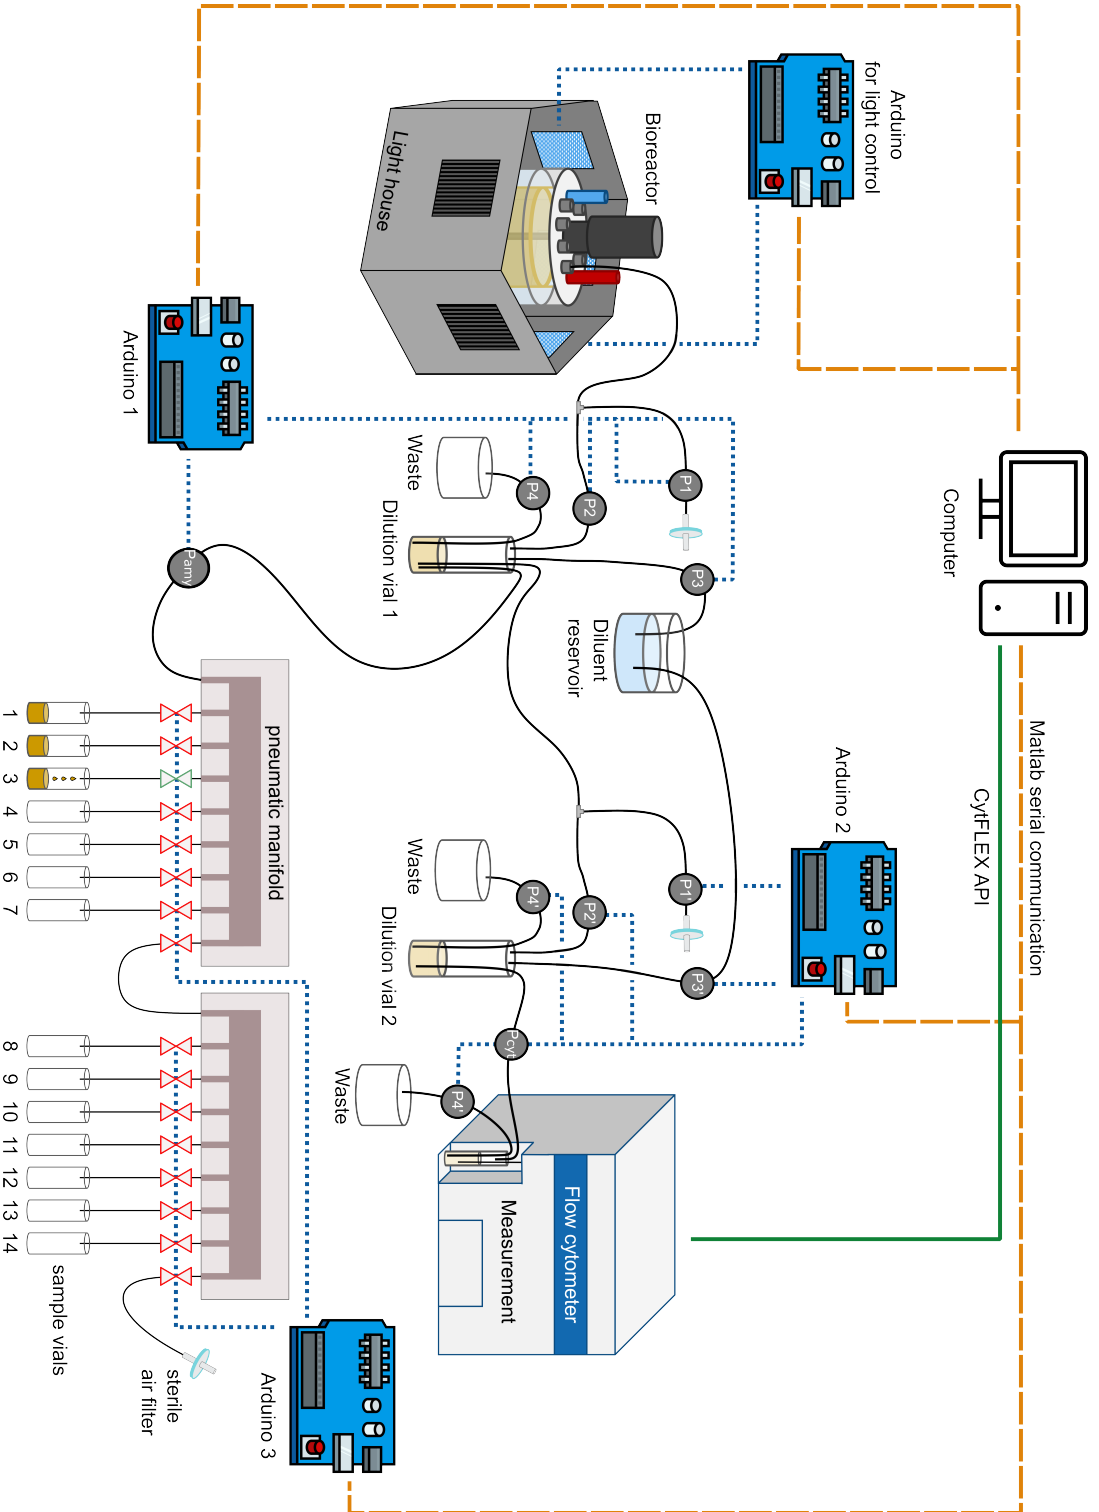 Matlab serial communication
CytFLEX API
Computer
Arduino
for light control
Arduino 2
P3
P3'
P1
P1'
Bioreactor
Diluent
reservoir
P2
P2'
Flow cytometer
P4
P4'
Pcyt
Measurement
P4'
Waste
Waste
Light house
Dilution vial 1
Dilution vial 2
Waste
pneumatic manifold
Arduino 3
Pamy
sterile
air filter
Arduino 1
sample vials
1 2 3 4 5 6 7 8 9 10 11 12 13 14